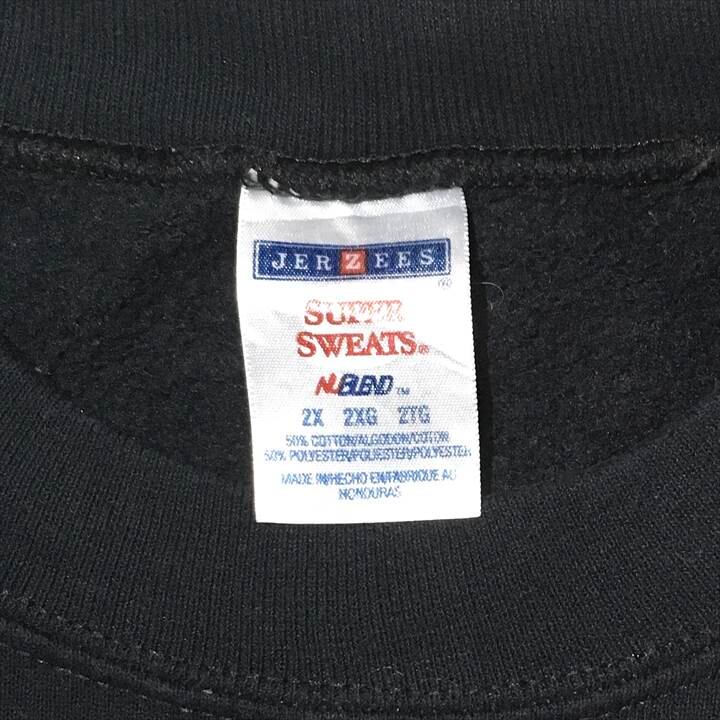 JERZEES
SUPER
SWEATS®
NUBLEND™
2X 2XG 2TG
50% COTTON/ALGODON/COTON
50% POLYESTER/POLIESTER/POLYESTER
MADE IN/HECHO EN/FABRIQUE AU
HONDURAS